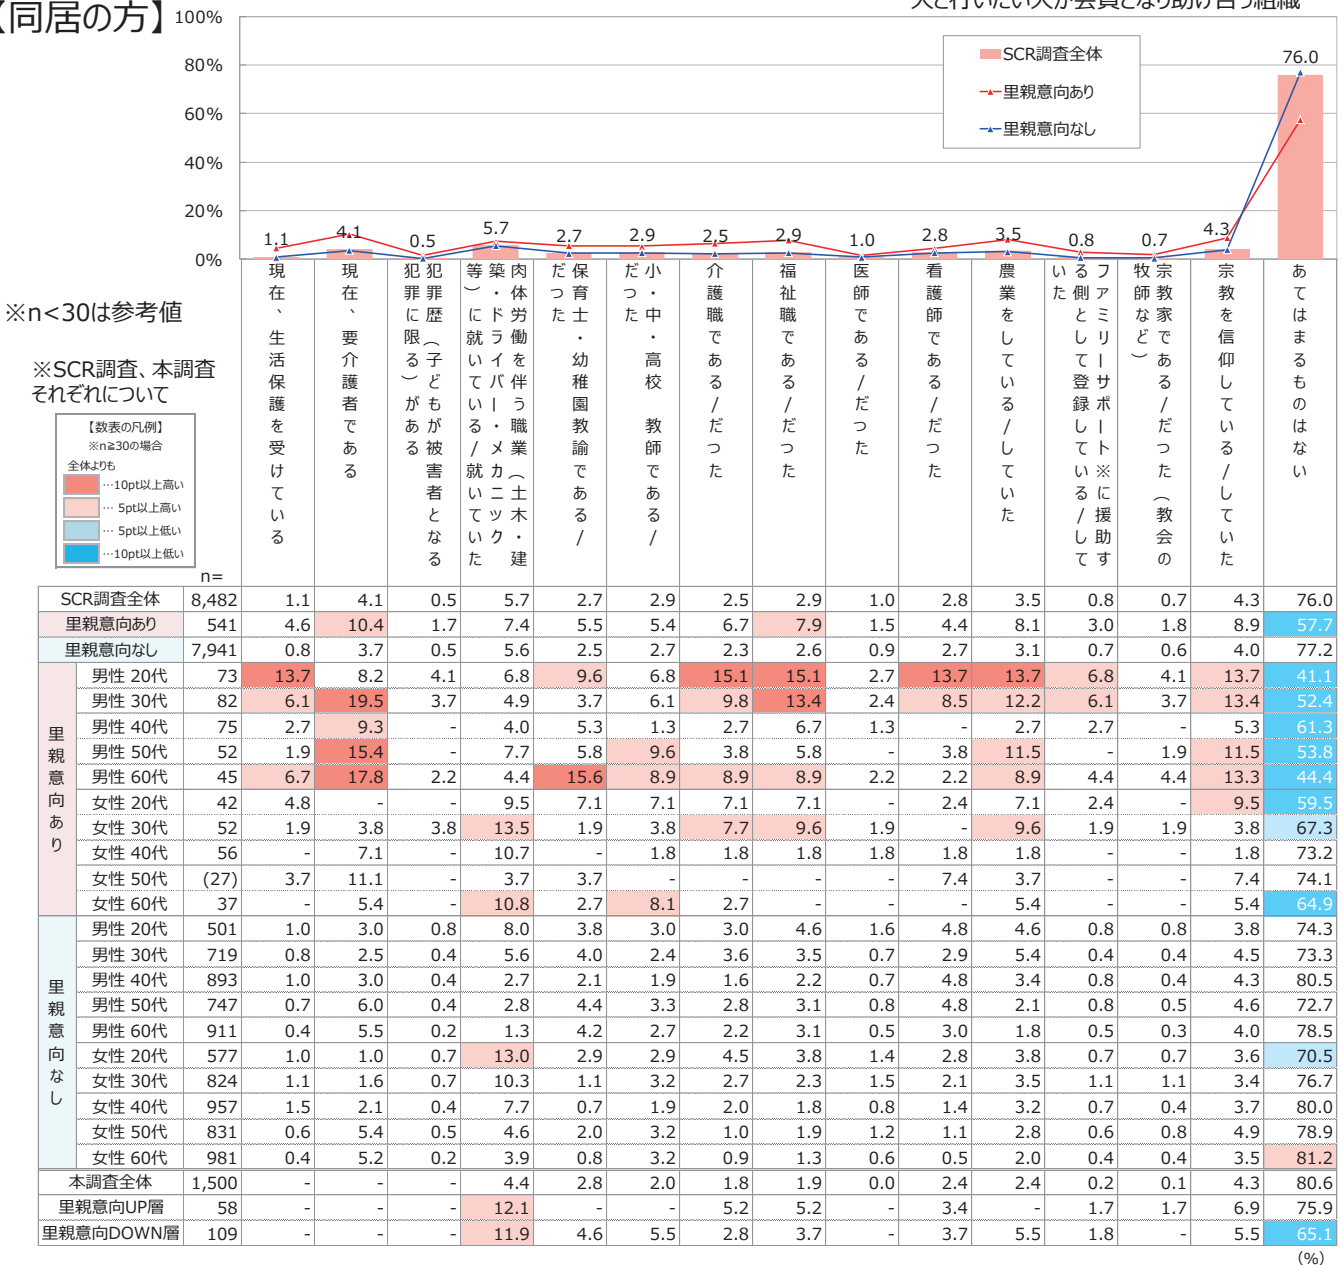 【同居の方】
人と行いたい人が会員となり助け合う組織
100%
80%
60%
40%
20%
0%
SCR調査全体
里親意向あり
里親意向なし
1.1
4.1
0.5
5.7
2.7
2.9
2.5
2.9
1.0
2.8
3.5
0.8
0.7
4.3
76.0
※n<30は参考値
※SCR調査、本調査
それぞれについて
【数表の凡例】
※n≧30の場合
全体よりも
…10pt以上高い
… 5pt以上高い
… 5pt以上低い
…10pt以上低い
n=
現在、生活保護を受けている
現在、要介護者である
犯罪歴（子どもが被害者となる
犯罪に限る）がある
肉体労働を伴う職業（土木・建
築・ドライバー・メカニック
等）に就いている/就いていた
保育士・幼稚園教諭である/
だった
小・中・高校　教師である/
だった
介護職である/だった
福祉職である/だった
医師である/だった
看護師である/だった
農業をしている/していた
ファミリーサポート※に援助す
る側として登録している/して
いた
宗教家である/だった（教会の
牧師など）
宗教を信仰している/していた
あてはまるものはない
SCR調査全体 8,482 1.1 4.1 0.5 5.7 2.7 2.9 2.5 2.9 1.0 2.8 3.5 0.8 0.7 4.3 76.0
里親意向あり 541 4.6 10.4 1.7 7.4 5.5 5.4 6.7 7.9 1.5 4.4 8.1 3.0 1.8 8.9 57.7
里親意向なし 7,941 0.8 3.7 0.5 5.6 2.5 2.7 2.3 2.6 0.9 2.7 3.1 0.7 0.6 4.0 77.2
里親意向あり
男性 20代 73 13.7 8.2 4.1 6.8 9.6 6.8 15.1 15.1 2.7 13.7 13.7 6.8 4.1 13.7 41.1
男性 30代 82 6.1 19.5 3.7 4.9 3.7 6.1 9.8 13.4 2.4 8.5 12.2 6.1 3.7 13.4 52.4
男性 40代 75 2.7 9.3 - 4.0 5.3 1.3 2.7 6.7 1.3 - 2.7 2.7 - 5.3 61.3
男性 50代 52 1.9 15.4 - 7.7 5.8 9.6 3.8 5.8 - 3.8 11.5 - 1.9 11.5 53.8
男性 60代 45 6.7 17.8 2.2 4.4 15.6 8.9 8.9 8.9 2.2 2.2 8.9 4.4 4.4 13.3 44.4
女性 20代 42 4.8 - - 9.5 7.1 7.1 7.1 7.1 - 2.4 7.1 2.4 - 9.5 59.5
女性 30代 52 1.9 3.8 3.8 13.5 1.9 3.8 7.7 9.6 1.9 - 9.6 1.9 1.9 3.8 67.3
女性 40代 56 - 7.1 - 10.7 - 1.8 1.8 1.8 1.8 1.8 1.8 - - 1.8 73.2
女性 50代 (27) 3.7 11.1 - 3.7 3.7 - - - - 7.4 3.7 - - 7.4 74.1
女性 60代 37 - 5.4 - 10.8 2.7 8.1 2.7 - - - 5.4 - - 5.4 64.9
里親意向なし
男性 20代 501 1.0 3.0 0.8 8.0 3.8 3.0 3.0 4.6 1.6 4.8 4.6 0.8 0.8 3.8 74.3
男性 30代 719 0.8 2.5 0.4 5.6 4.0 2.4 3.6 3.5 0.7 2.9 5.4 0.4 0.4 4.5 73.3
男性 40代 893 1.0 3.0 0.4 2.7 2.1 1.9 1.6 2.2 0.7 4.8 3.4 0.8 0.4 4.3 80.5
男性 50代 747 0.7 6.0 0.4 2.8 4.4 3.3 2.8 3.1 0.8 4.8 2.1 0.8 0.5 4.6 72.7
男性 60代 911 0.4 5.5 0.2 1.3 4.2 2.7 2.2 3.1 0.5 3.0 1.8 0.5 0.3 4.0 78.5
女性 20代 577 1.0 1.0 0.7 13.0 2.9 2.9 4.5 3.8 1.4 2.8 3.8 0.7 0.7 3.6 70.5
女性 30代 824 1.1 1.6 0.7 10.3 1.1 3.2 2.7 2.3 1.5 2.1 3.5 1.1 1.1 3.4 76.7
女性 40代 957 1.5 2.1 0.4 7.7 0.7 1.9 2.0 1.8 0.8 1.4 3.2 0.7 0.4 3.7 80.0
女性 50代 831 0.6 5.4 0.5 4.6 2.0 3.2 1.0 1.9 1.2 1.1 2.8 0.6 0.8 4.9 78.9
女性 60代 981 0.4 5.2 0.2 3.9 0.8 3.2 0.9 1.3 0.6 0.5 2.0 0.4 0.4 3.5 81.2
本調査全体 1,500 - - - 4.4 2.8 2.0 1.8 1.9 0.0 2.4 2.4 0.2 0.1 4.3 80.6
里親意向UP層 58 - - - 12.1 - - 5.2 5.2 - 3.4 - 1.7 1.7 6.9 75.9
里親意向DOWN層 109 - - - 11.9 4.6 5.5 2.8 3.7 - 3.7 5.5 1.8 - 5.5 65.1
(%)